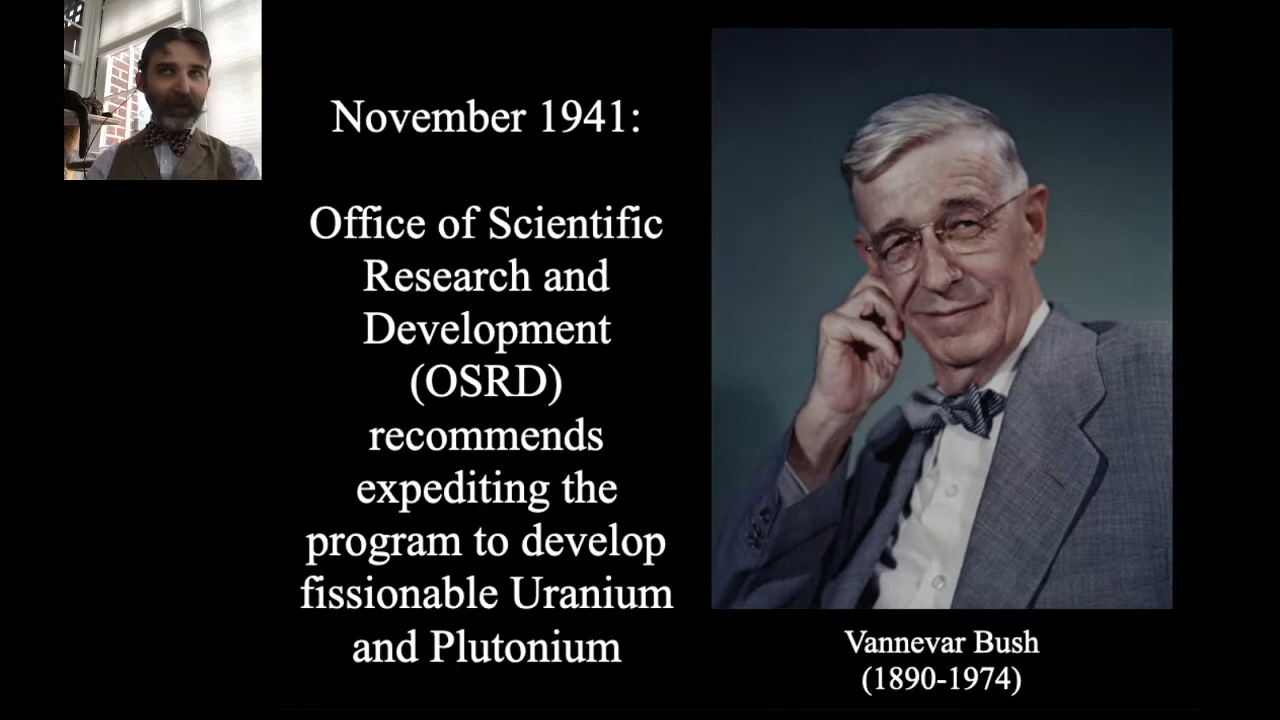 November 1941:
Office of Scientific
Research and
Development
(OSRD)
recommends
expediting the
program to develop
fissionable Uranium
and Plutonium
Vannevar Bush
(1890-1974)